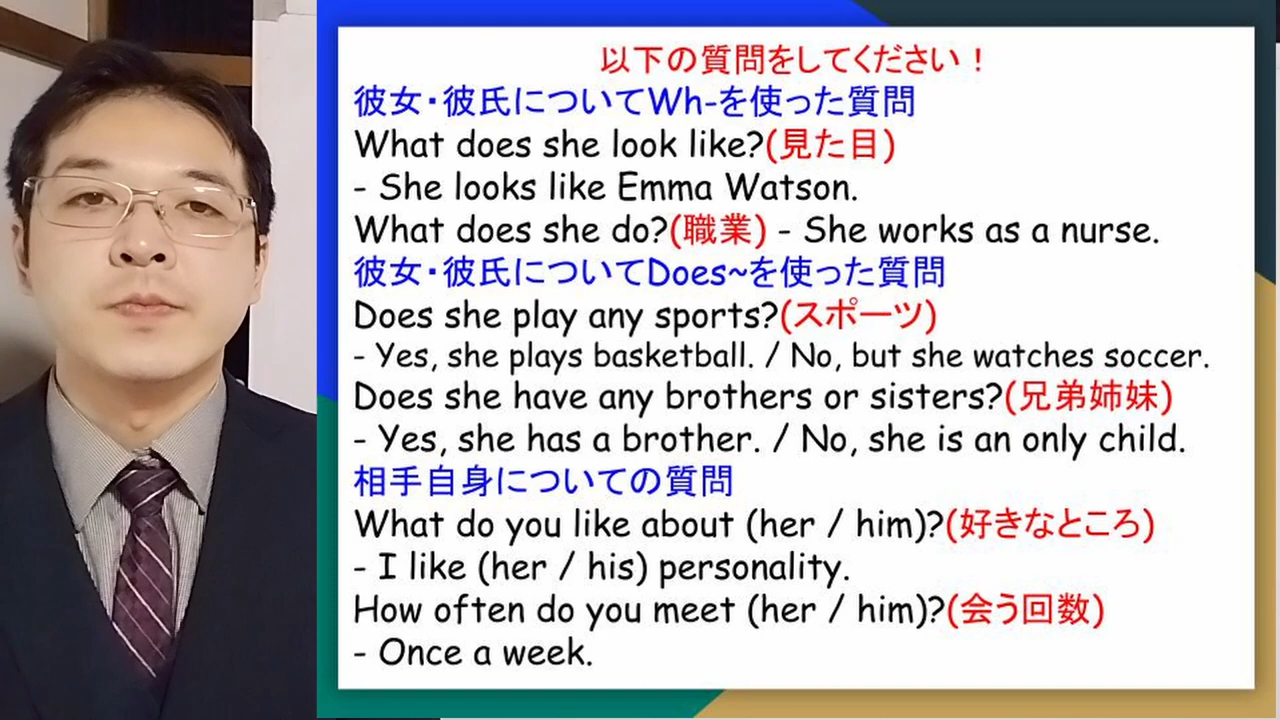 以下の質問をしてください！
彼女・彼氏についてWh-を使った質問
What does she look like?(見た目)
- She looks like Emma Watson.
What does she do?(職業) - She works as a nurse.
彼女・彼氏についてDoes~を使った質問
Does she play any sports?(スポーツ)
- Yes, she plays basketball. / No, but she watches soccer.
Does she have any brothers or sisters?(兄弟姉妹)
- Yes, she has a brother. / No, she is an only child.
相手自身についての質問
What do you like about (her / him)?(好きなところ)
- I like (her / his) personality.
How often do you meet (her / him)?(会う回数)
- Once a week.